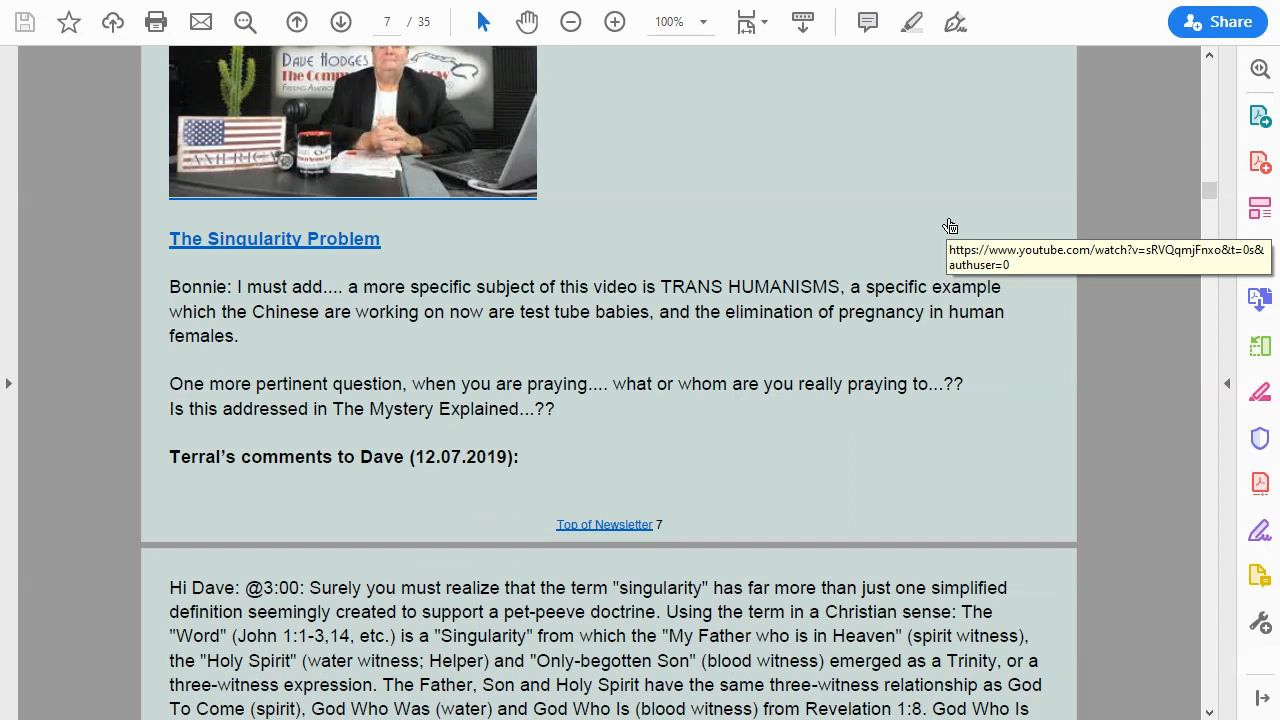 7 / 35
100%
Share
DAVE HODGES
The Comm
FREEING AMERICA
AMERICA
The Singularity Problem
https://www.youtube.com/watch?v=sRVQqmjFnxo&t=0s&
authuser=0
Bonnie: I must add.... a more specific subject of this video is TRANS HUMANISMS, a specific example
which the Chinese are working on now are test tube babies, and the elimination of pregnancy in human
females.
One more pertinent question, when you are praying.... what or whom are you really praying to...??
Is this addressed in The Mystery Explained...??
Terral’s comments to Dave (12.07.2019):
Top of Newsletter 7
Hi Dave: @3:00: Surely you must realize that the term "singularity" has far more than just one simplified
definition seemingly created to support a pet-peeve doctrine. Using the term in a Christian sense: The
"Word" (John 1:1-3,14, etc.) is a "Singularity" from which the "My Father who is in Heaven" (spirit witness),
the "Holy Spirit" (water witness; Helper) and "Only-begotten Son" (blood witness) emerged as a Trinity, or a
three-witness expression. The Father, Son and Holy Spirit have the same three-witness relationship as God
To Come (spirit), God Who Was (water) and God Who Is (blood witness) from Revelation 1:8. God Who Is